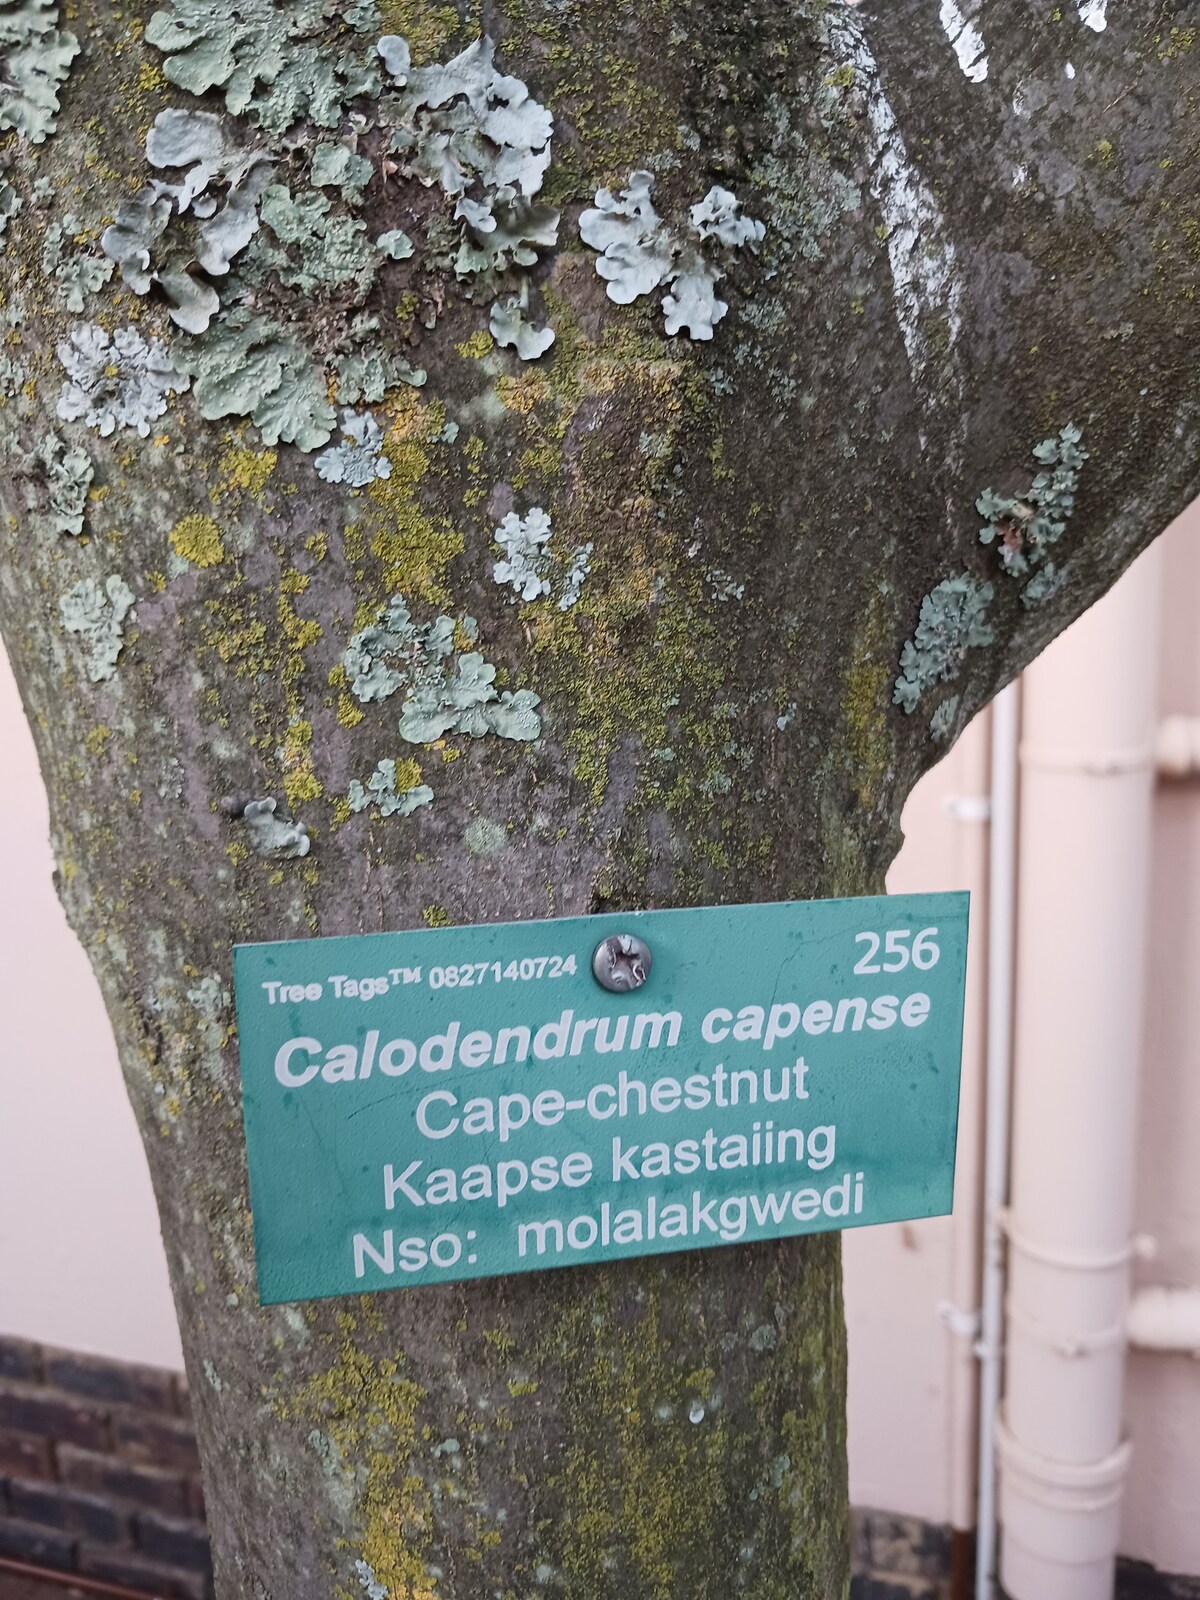 Tree Tags™ 0827140724 256
Calodendrum capense
Cape-chestnut
Kaapse kastaiing
Nso: molalakgwedi